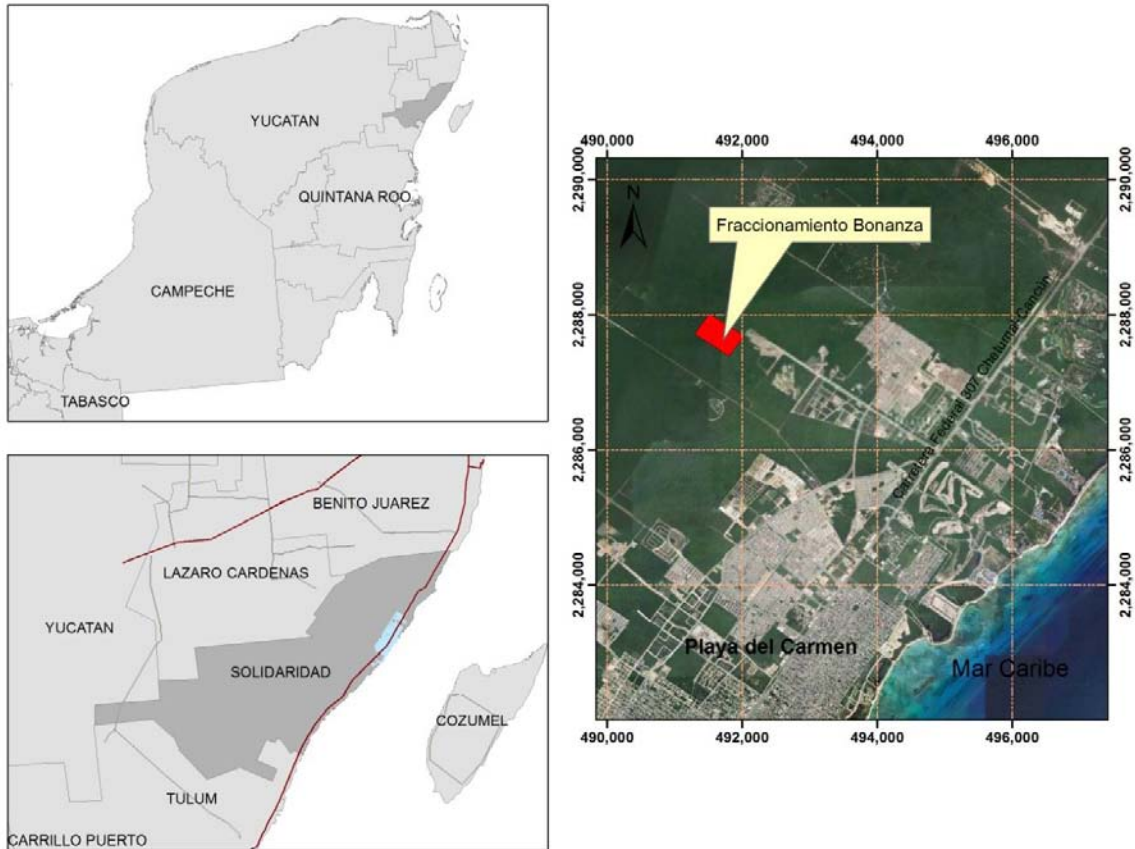 YUCATAN
QUINTANA ROO
CAMPECHE
TABASCO
BENITO JUAREZ
LAZARO CARDENAS
YUCATAN
SOLIDARIDAD
COZUMEL
TULUM
CARRILLO PUERTO
490,000 492,000 494,000 496,000
2,290,000 2,290,000
N
Fraccionamiento Bonanza
2,288,000 2,288,000
Carretera Federal 307 Chetumal-Cancún
2,286,000 2,286,000
2,284,000 2,284,000
Playa del Carmen
Mar Caribe
490,000 492,000 494,000 496,000